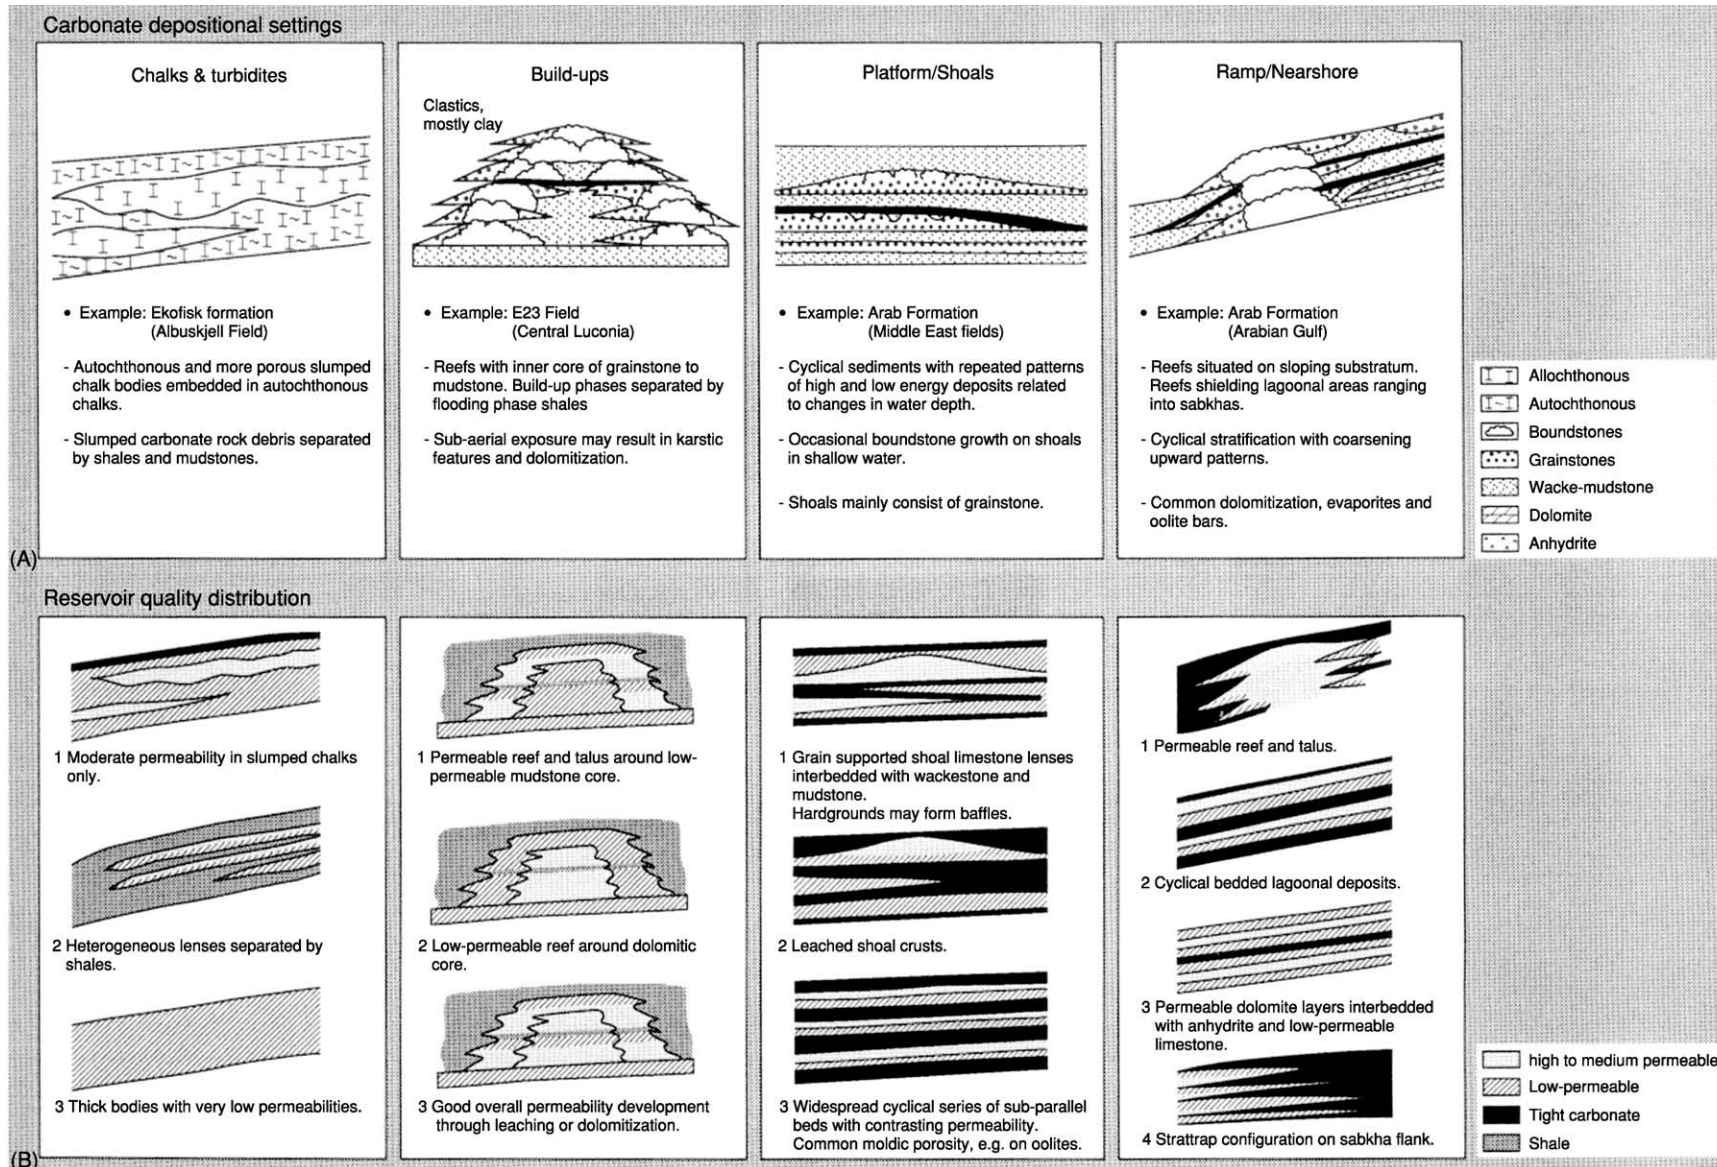 Carbonate depositional settings
Chalks & turbidites
• Example: Ekofisk formation
(Albuskjell Field)
- Autochthonous and more porous slumped
chalk bodies embedded in autochthonous
chalks.
- Slumped carbonate rock debris separated
by shales and mudstones.
Build-ups
Clastics,
mostly clay
• Example: E23 Field
(Central Luconia)
- Reefs with inner core of grainstone to
mudstone. Build-up phases separated by
flooding phase shales
- Sub-aerial exposure may result in karstic
features and dolomitization.
Platform/Shoals
• Example: Arab Formation
(Middle East fields)
- Cyclical sediments with repeated patterns
of high and low energy deposits related
to changes in water depth.
- Occasional boundstone growth on shoals
in shallow water.
- Shoals mainly consist of grainstone.
Ramp/Nearshore
• Example: Arab Formation
(Arabian Gulf)
- Reefs situated on sloping substratum.
Reefs shielding lagoonal areas ranging
into sabkhas.
- Cyclical stratification with coarsening
upward patterns.
- Common dolomitization, evaporites and
oolite bars.
Allochthonous
Autochthonous
Boundstones
Grainstones
Wacke-mudstone
Dolomite
Anhydrite
(A)
Reservoir quality distribution
1 Moderate permeability in slumped chalks
only.
2 Heterogeneous lenses separated by
shales.
3 Thick bodies with very low permeabilities.
1 Permeable reef and talus around low-
permeable mudstone core.
2 Low-permeable reef around dolomitic
core.
3 Good overall permeability development
through leaching or dolomitization.
1 Grain supported shoal limestone lenses
interbedded with wackestone and
mudstone.
Hardgrounds may form baffles.
2 Leached shoal crusts.
3 Widespread cyclical series of sub-parallel
beds with contrasting permeability.
Common moldic porosity, e.g. on oolites.
1 Permeable reef and talus.
2 Cyclical bedded lagoonal deposits.
3 Permeable dolomite layers interbedded
with anhydrite and low-permeable
limestone.
4 Strattrap configuration on sabkha flank.
high to medium permeable
Low-permeable
Tight carbonate
Shale
(B)